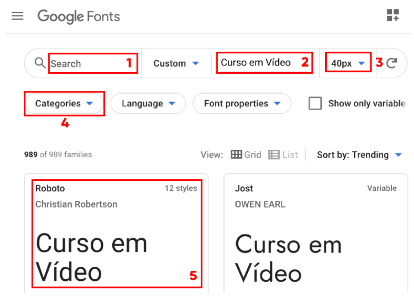 Google Fonts
Search 1 Custom Curso em Vídeo 2 40px 3
Categories Language Font properties Show only variable
4
989 of 989 families View: Grid List Sort by: Trending
Roboto 12 styles
Christian Robertson
Curso em
Vídeo
5
Jost Variable
OWEN EARL
Curso em
Vídeo